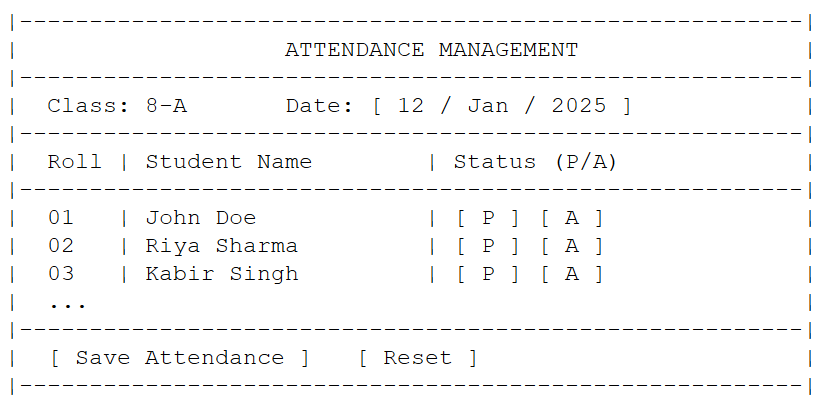 |--------------------------------------------------------|
| ATTENDANCE MANAGEMENT |
|--------------------------------------------------------|
| Class: 8-A Date: [ 12 / Jan / 2025 ] |
|--------------------------------------------------------|
| Roll | Student Name | Status (P/A) |
|--------------------------------------------------------|
| 01 | John Doe | [ P ] [ A ] |
| 02 | Riya Sharma | [ P ] [ A ] |
| 03 | Kabir Singh | [ P ] [ A ] |
| ... |
|--------------------------------------------------------|
| [ Save Attendance ] [ Reset ] |
|--------------------------------------------------------|